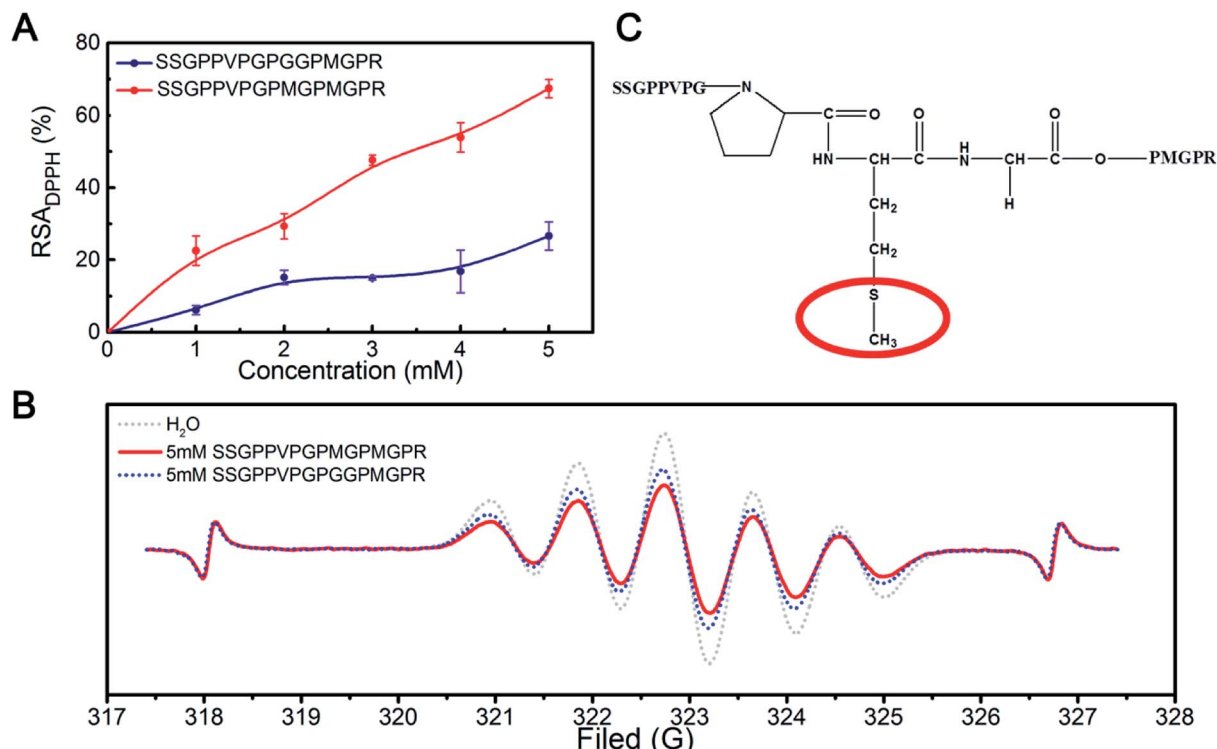 A
80
60
40
20
0
RSA_DPPH (%)
SSGPPVPGPGGPMGPR
SSGPPVPGPMGPMGPR
0 1 2 3 4 5
Concentration (mM)
C
SSGPPVPG N
C O O O
HN CH C N H CH C O PMGPR
CH₂ H
CH₂
S
CH₃
B
H₂O
5mM SSGPPVPGPMGPMGPR
5mM SSGPPVPGPGGPMGPR
317 318 319 320 321 322 323 324 325 326 327 328
Filed (G)